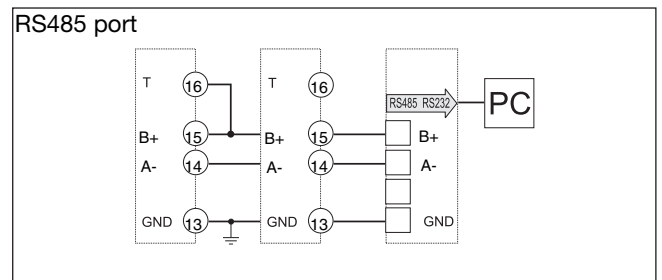 RS485 port
T 16 T 16
RS485 RS232 PC
B+ 15 B+ 15 B+
A- 14 A- 14 A-
GND 13 GND 13 GND